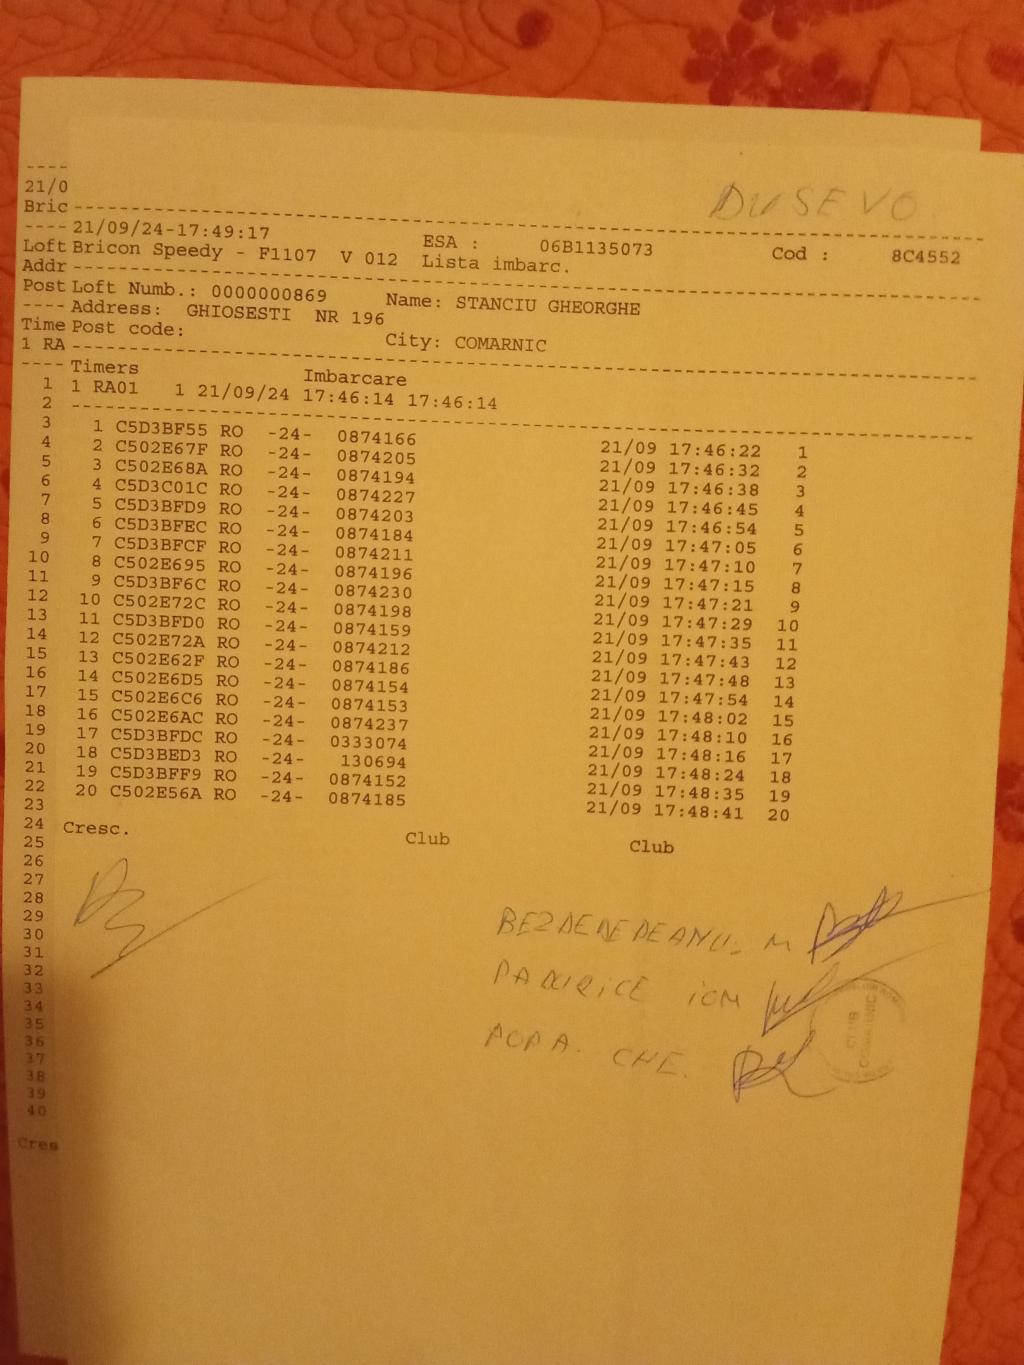 DUSEVO
----
21/0
Bric
----
Loft
Addr
Post
----
Time
1 RA
----
21/09/24-17:49:17 ESA : 06B1135073 Cod : 8C4552
Bricon Speedy - F1107 V 012 Lista imbarc.
Loft Numb.: 0000000869 Name: STANCIU GHEORGHE
Address: GHIOSESTI NR 196
Post code: City: COMARNIC
Timers Imbarcare
1 RA01 1 21/09/24 17:46:14 17:46:14
1 C5D3BF55 RO -24- 0874166 21/09 17:46:22 1
2 C502E67F RO -24- 0874205 21/09 17:46:32 2
3 C502E68A RO -24- 0874194 21/09 17:46:38 3
4 C5D3C01C RO -24- 0874227 21/09 17:46:45 4
5 C5D3BFD9 RO -24- 0874203 21/09 17:46:54 5
6 C5D3BFEC RO -24- 0874184 21/09 17:47:05 6
7 C5D3BFCF RO -24- 0874211 21/09 17:47:10 7
8 C502E695 RO -24- 0874196 21/09 17:47:15 8
9 C5D3BF6C RO -24- 0874230 21/09 17:47:21 9
10 C502E72C RO -24- 0874198 21/09 17:47:29 10
11 C5D3BFD0 RO -24- 0874159 21/09 17:47:35 11
12 C502E72A RO -24- 0874212 21/09 17:47:43 12
13 C502E62F RO -24- 0874186 21/09 17:47:48 13
14 C502E6D5 RO -24- 0874154 21/09 17:47:54 14
15 C502E6C6 RO -24- 0874153 21/09 17:48:02 15
16 C502E6AC RO -24- 0874237 21/09 17:48:10 16
17 C5D3BFDC RO -24- 0333074 21/09 17:48:16 17
18 C5D3BED3 RO -24- 130694 21/09 17:48:24 18
19 C5D3BFF9 RO -24- 0874152 21/09 17:48:35 19
20 C502E56A RO -24- 0874185 21/09 17:48:41 20
Cresc. Club Club
1
2
3
4
5
6
7
8
9
10
11
12
13
14
15
16
17
18
19
20
21
22
23
24
25
26
27
28
29
30
31
32
33
34
35
36
37
38
39
40
Cres
M
ION
POPA. GHE.
COMARNIC